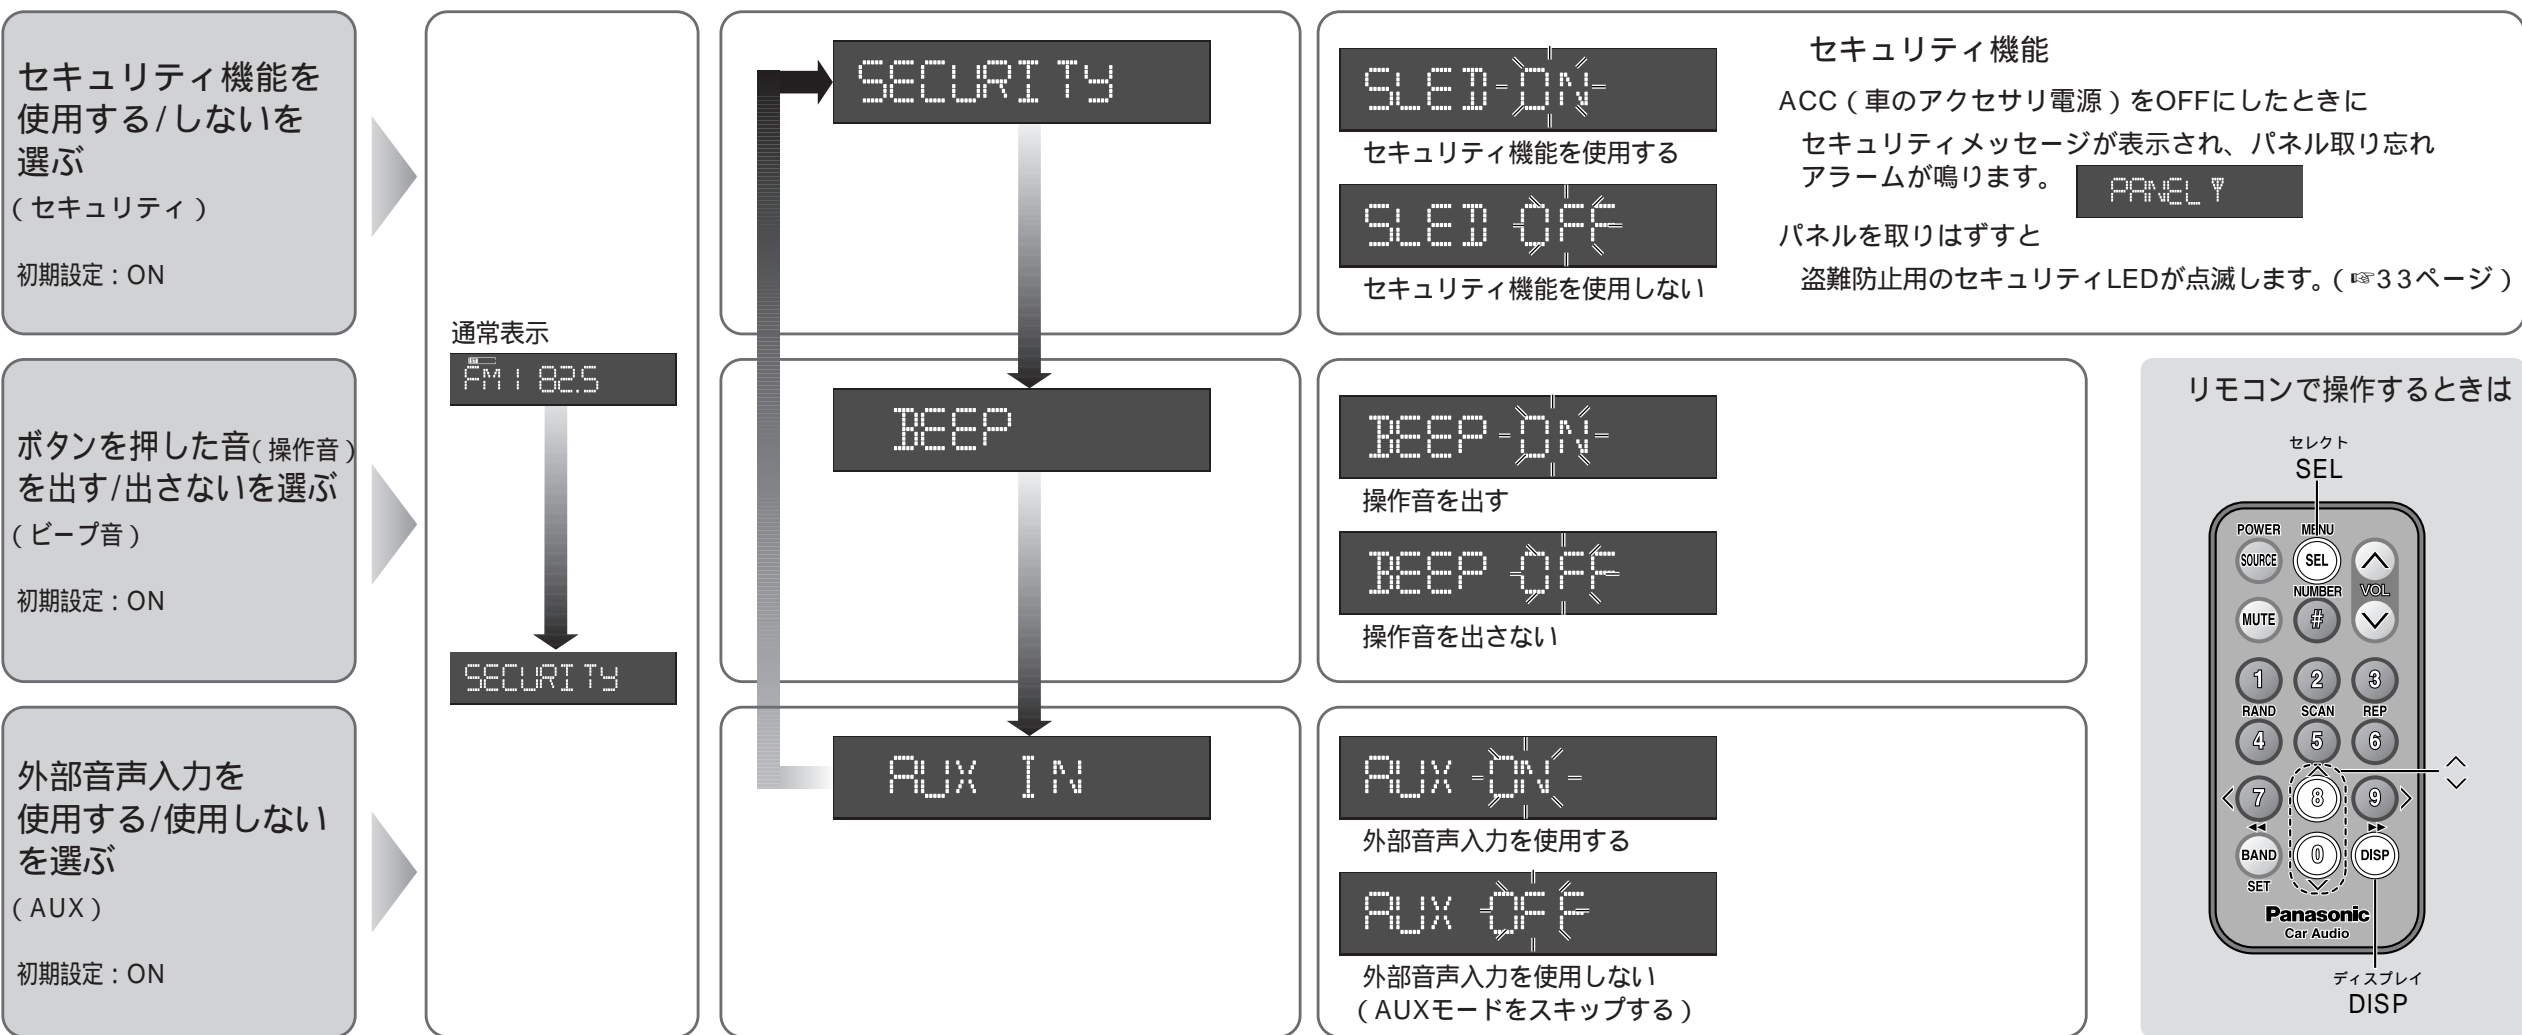 セキュリティ機能を
使用する/しないを
選ぶ
（セキュリティ）
初期設定：ON
ボタンを押した音（操作音）
を出す/出さないを選ぶ
（ビープ音）
初期設定：ON
外部音声入力を
使用する/使用しない
を選ぶ
（AUX）
初期設定：ON
通常表示
ST
FM1 82.5
SECURITY
SECURITY
BEEP
AUX IN
SLED ON
セキュリティ機能を使用する
SLED OFF
セキュリティ機能を使用しない
セキュリティ機能
ACC（車のアクセサリ電源）をOFFにしたときに
セキュリティメッセージが表示され、パネル取り忘れ
アラームが鳴ります。
PANEL
パネルを取りはずすと
盗難防止用のセキュリティLEDが点滅します。（☞33ページ）
BEEP ON
操作音を出す
BEEP OFF
操作音を出さない
AUX ON
外部音声入力を使用する
AUX OFF
外部音声入力を使用しない
（AUXモードをスキップする）
リモコンで操作するときは
セレクト
SEL
POWER MENU
SOURCE SEL
NUMBER VOL
MUTE #
1 2 3
RAND SCAN REP
4 5 6
7 8 9
BAND 0 DISP
SET
Panasonic
Car Audio
ディスプレイ
DISP